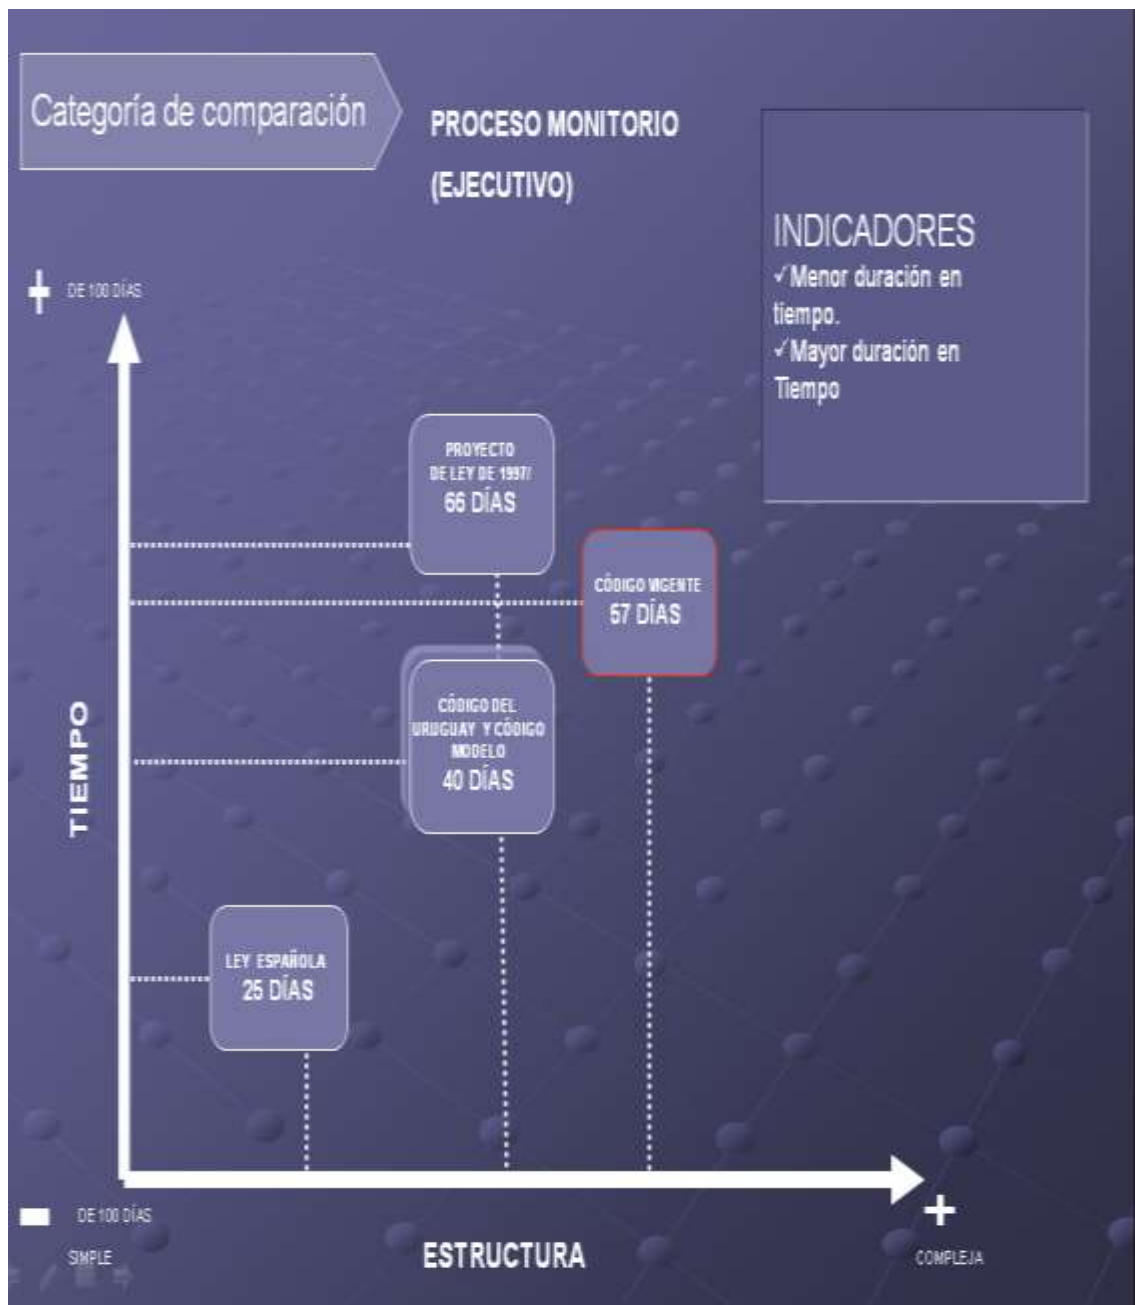 Categoría de comparación
PROCESO MONITORIO
(EJECUTIVO)
INDICADORES
✓Menor duración en
tiempo.
✓Mayor duración en
Tiempo
+ DE 100 DÍAS
PROYECTO
DE LEY DE 1997/
66 DÍAS
CÓDIGO VIGENTE
57 DÍAS
CÓDIGO DEL
URUGUAY Y CÓDIGO
MODELO
40 DÍAS
TIEMPO
LEY ESPAÑOLA
25 DÍAS
- DE 100 DÍAS
+
SIMPLE
ESTRUCTURA
COMPLEJA